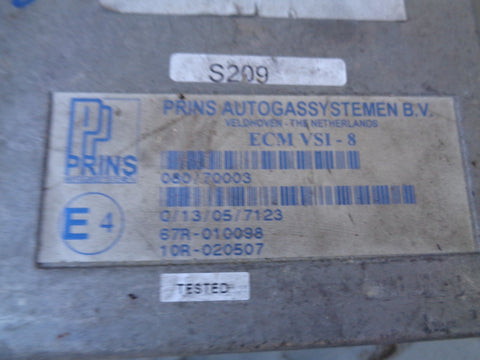 S209
PRINS AUTOGASSYSTEMEN B.V.
VELDHOVEN - THE NETHERLANDS
ECM VSI - 8
PRINS
080/70003
E 4
0/13/05/7123
67R-010098
10R-020507
TESTED